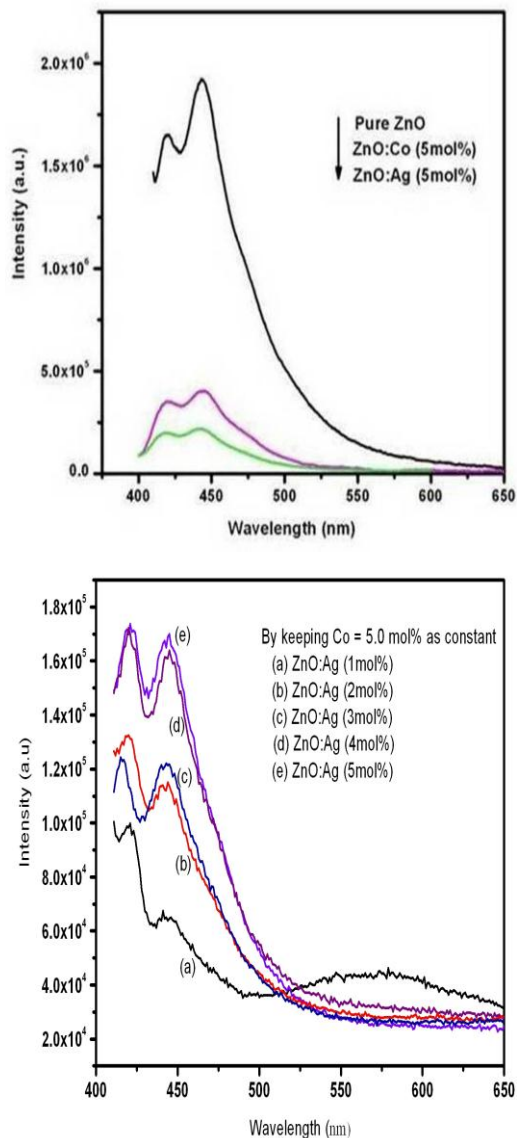 2.0x10⁶
1.5x10⁶
1.0x10⁶
5.0x10⁵
0.0
Intensity (a.u.)
Pure ZnO
ZnO:Co (5mol%)
ZnO:Ag (5mol%)
400 450 500 550 600 650
Wavelength (nm)
1.8x10⁵
1.6x10⁵
1.4x10⁵
1.2x10⁵
1.0x10⁵
8.0x10⁴
6.0x10⁴
4.0x10⁴
2.0x10⁴
Intensity (a.u)
By keeping Co = 5.0 mol% as constant
(a) ZnO:Ag (1mol%)
(b) ZnO:Ag (2mol%)
(c) ZnO:Ag (3mol%)
(d) ZnO:Ag (4mol%)
(e) ZnO:Ag (5mol%)
(e)
(d)
(c)
(b)
(a)
400 450 500 550 600 650
Wavelength (nm)